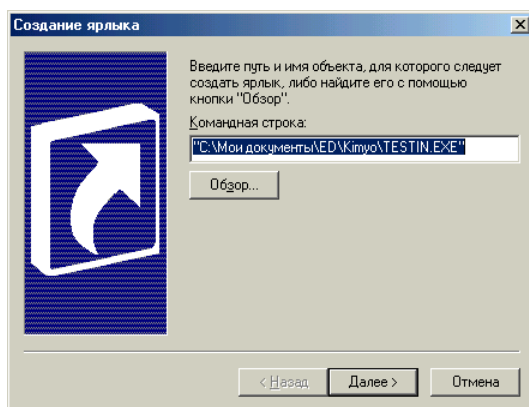 Создание ярлыка
Введите путь и имя объекта, для которого следует
создать ярлык, либо найдите его с помощью
кнопки "Обзор".
Командная строка:
"C:\Мои документы\ED\Kimyo\TESTIN.EXE"
Обзор...
< Назад
Далее >
Отмена